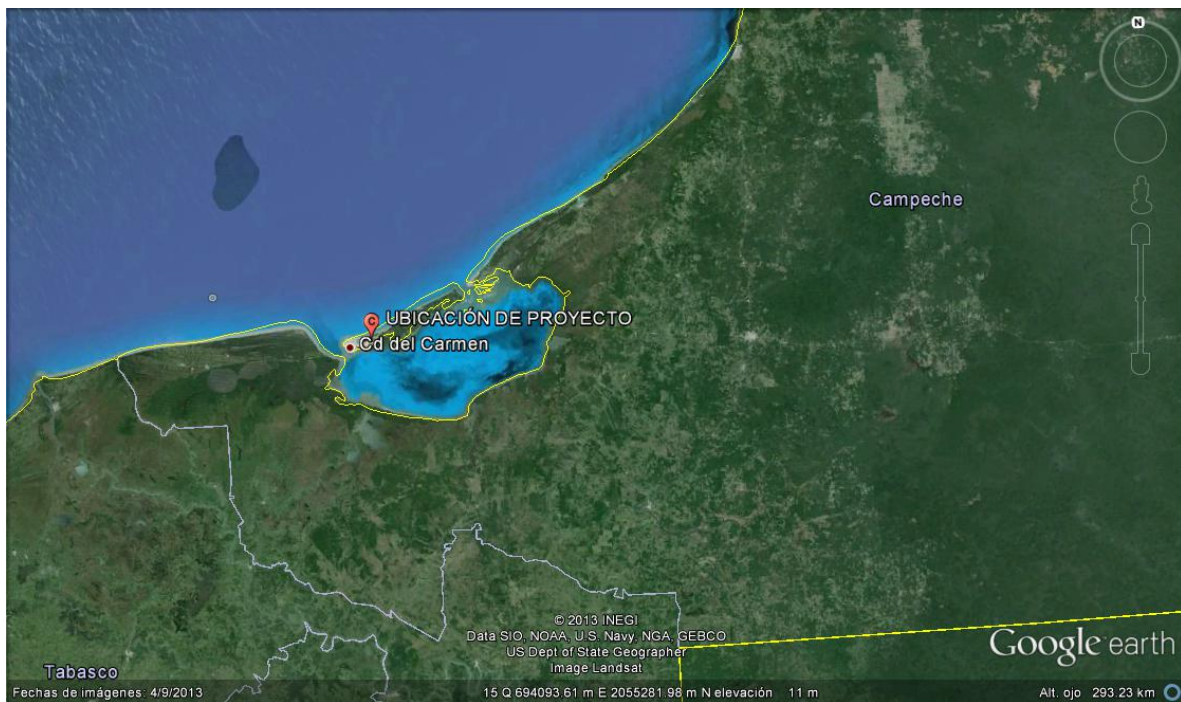 N
Campeche
C
UBICACIÓN DE PROYECTO
Cd del Carmen
© 2013 INEGI
Data SIO, NOAA, U.S. Navy, NGA, GEBCO
US Dept of State Geographer
Image Landsat
Google earth
Tabasco
Fechas de imágenes: 4/9/2013 15 Q 694093.61 m E 2055281.98 m N elevación 11 m Alt. ojo 293.23 km